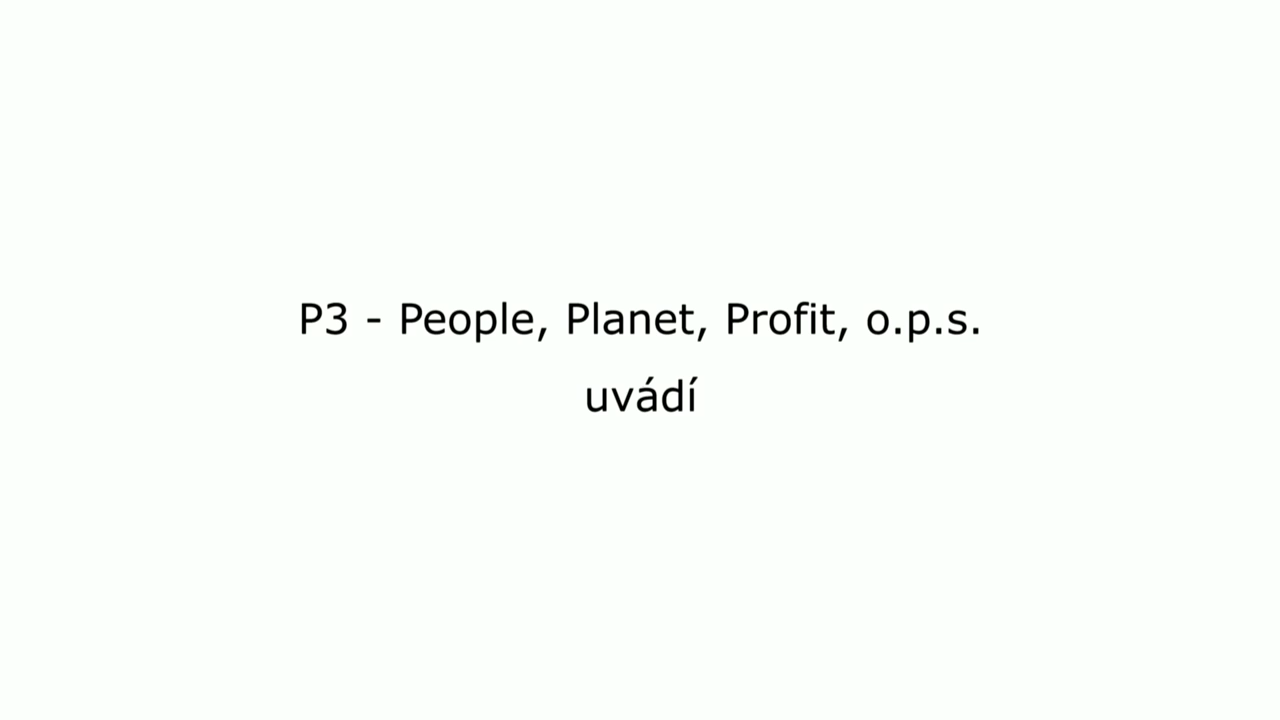 P3 - People, Planet, Profit, o.p.s.
uvádí